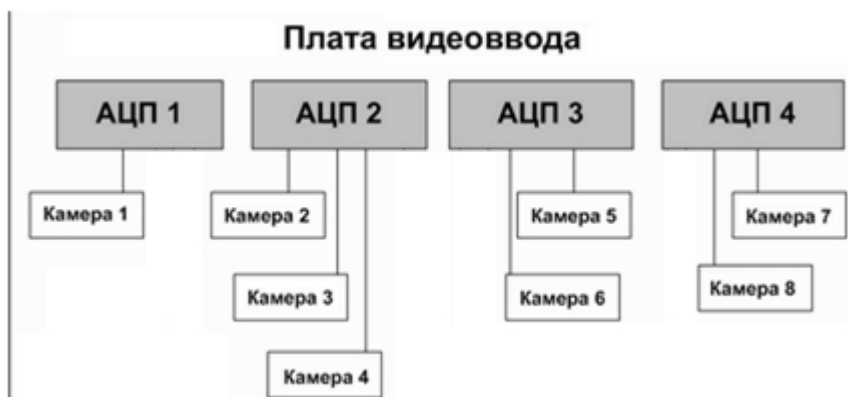 Плата видеоввода
АЦП 1
АЦП 2
АЦП 3
АЦП 4
Камера 1
Камера 2
Камера 5
Камера 7
Камера 3
Камера 6
Камера 8
Камера 4